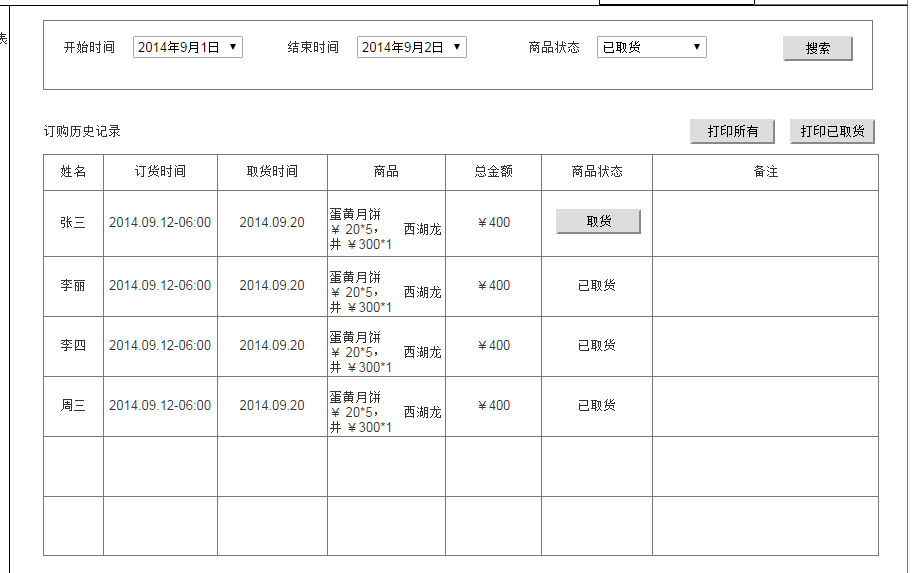 表
开始时间 2014年9月1日 结束时间 2014年9月2日 商品状态 已取货 搜索
订购历史记录 打印所有 打印已取货
姓名 订货时间 取货时间 商品 总金额 商品状态 备注
张三 2014.09.12-06:00 2014.09.20 蛋黄月饼 ￥400 取货
￥ 20*5， 西湖龙
井 ￥300*1
李丽 2014.09.12-06:00 2014.09.20 蛋黄月饼 ￥400 已取货
￥ 20*5， 西湖龙
井 ￥300*1
李四 2014.09.12-06:00 2014.09.20 蛋黄月饼 ￥400 已取货
￥ 20*5， 西湖龙
井 ￥300*1
周三 2014.09.12-06:00 2014.09.20 蛋黄月饼 ￥400 已取货
￥ 20*5， 西湖龙
井 ￥300*1